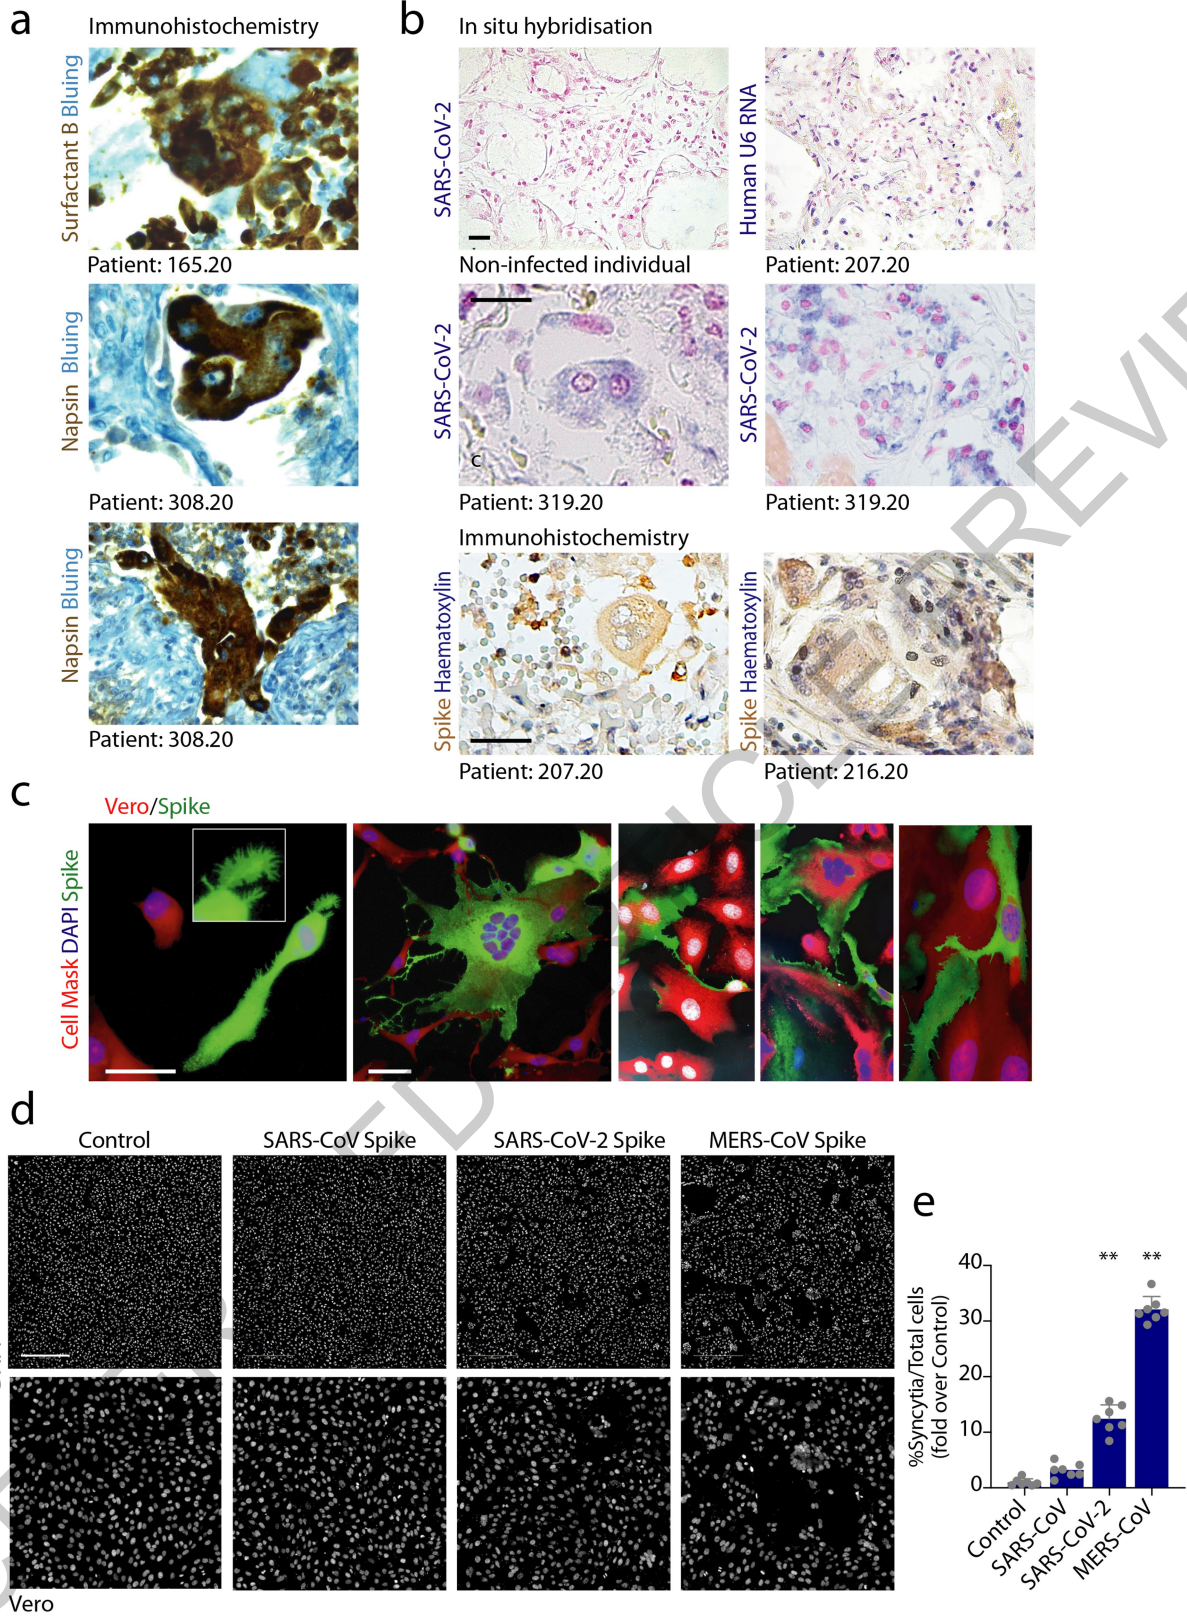 a
Immunohistochemistry
Surfactant B Bluing
Patient: 165.20
Napsin Bluing
Patient: 308.20
Napsin Bluing
Patient: 308.20
b
In situ hybridisation
SARS-CoV-2
Non-infected individual
Human U6 RNA
Patient: 207.20
SARS-CoV-2
c
Patient: 319.20
SARS-CoV-2
Patient: 319.20
Immunohistochemistry
Spike Haematoxylin
Patient: 207.20
Spike Haematoxylin
Patient: 216.20
c
Vero/Spike
Cell Mask DAPI Spike
d
Control
SARS-CoV Spike
SARS-CoV-2 Spike
MERS-CoV Spike
Vero
e
%Syncytia/Total cells
(fold over Control)
40
30
20
10
0
** **
Control
SARS-CoV
SARS-CoV-2
MERS-CoV